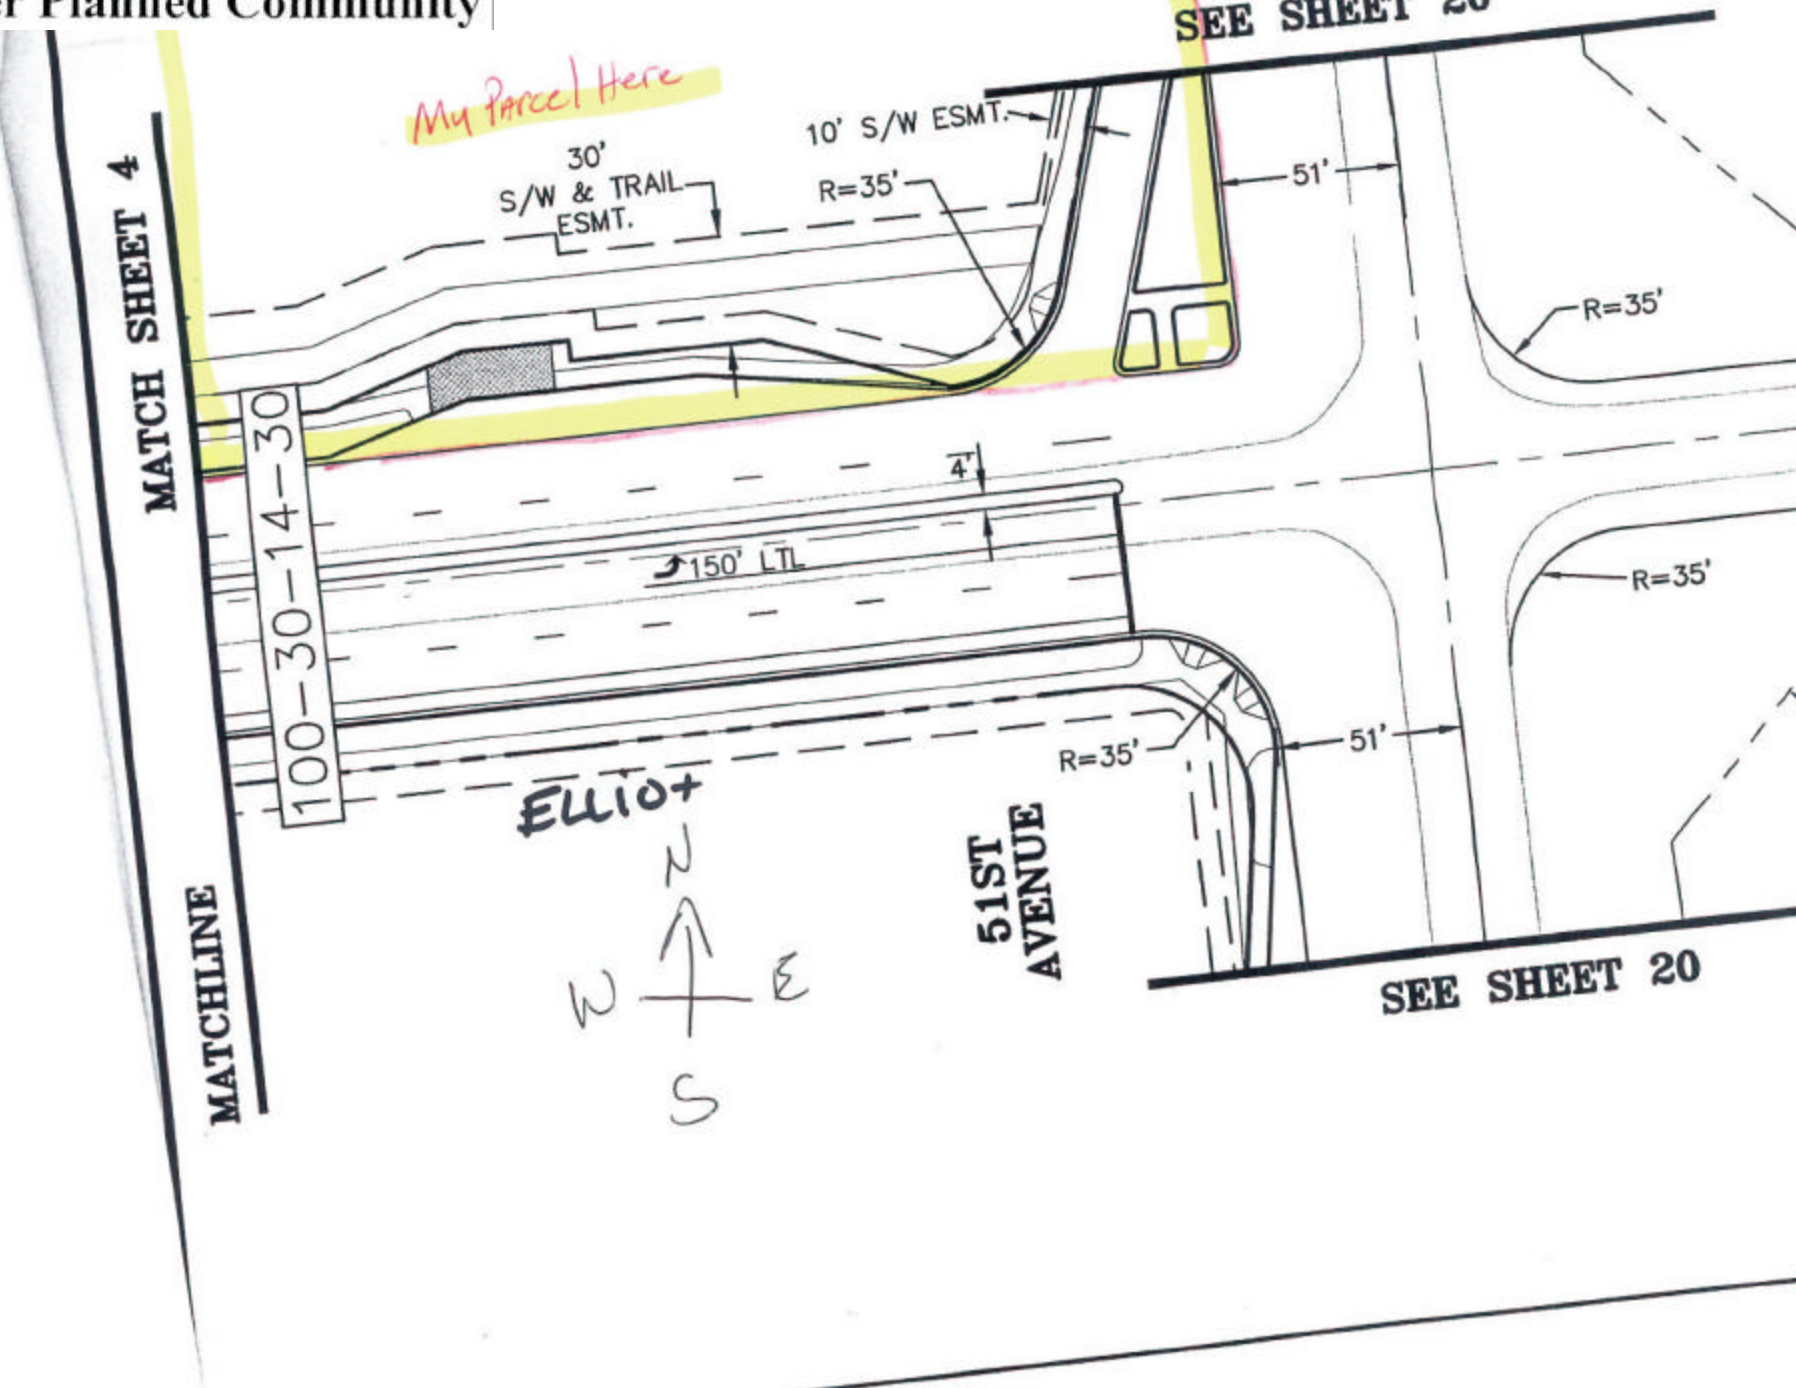 Planned Community
SEE SHEET 20
My Parcel Here
MATCH SHEET 4
30'
S/W & TRAIL
ESMT.
10' S/W ESMT.
R=35'
51'
R=35'
4'
150' LTL
100-30-14-30
R=35'
R=35'
51'
Elliot
51ST
AVENUE
N
W
E
S
MATCHLINE
SEE SHEET 20